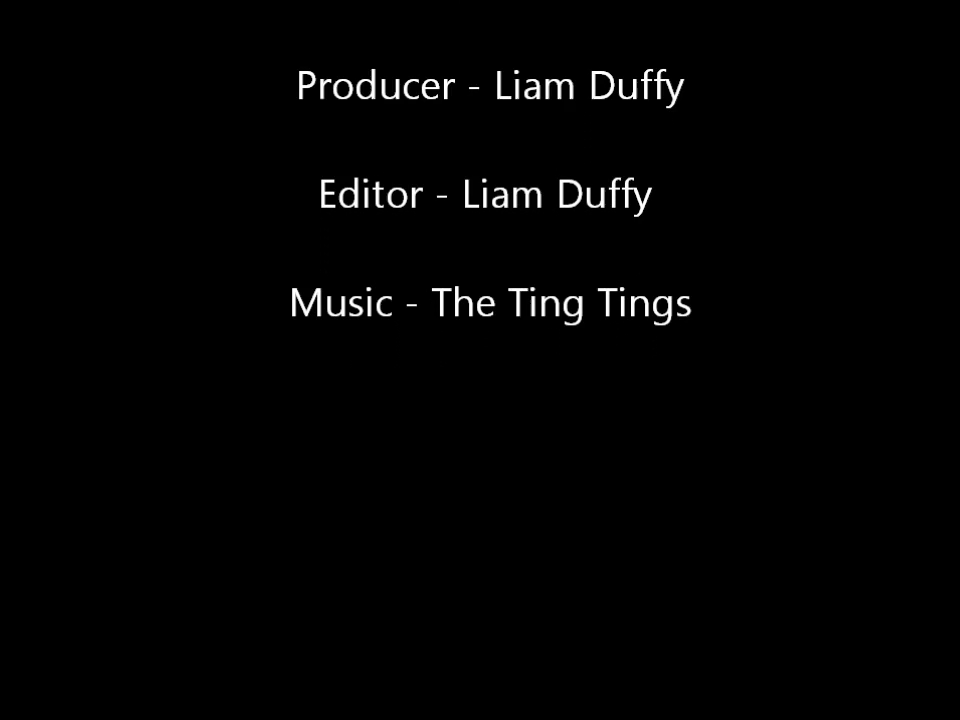 Producer - Liam Duffy
Editor - Liam Duffy
Music - The Ting Tings